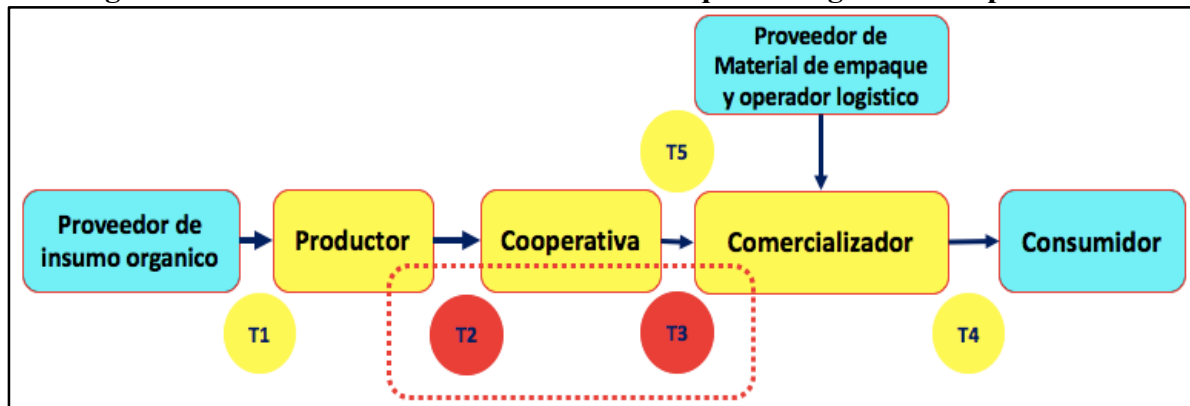 Proveedor de
Material de empaque
y operador logistico
T5
Proveedor de
insumo organico
Productor
Cooperativa
Comercializador
Consumidor
T1
T2
T3
T4